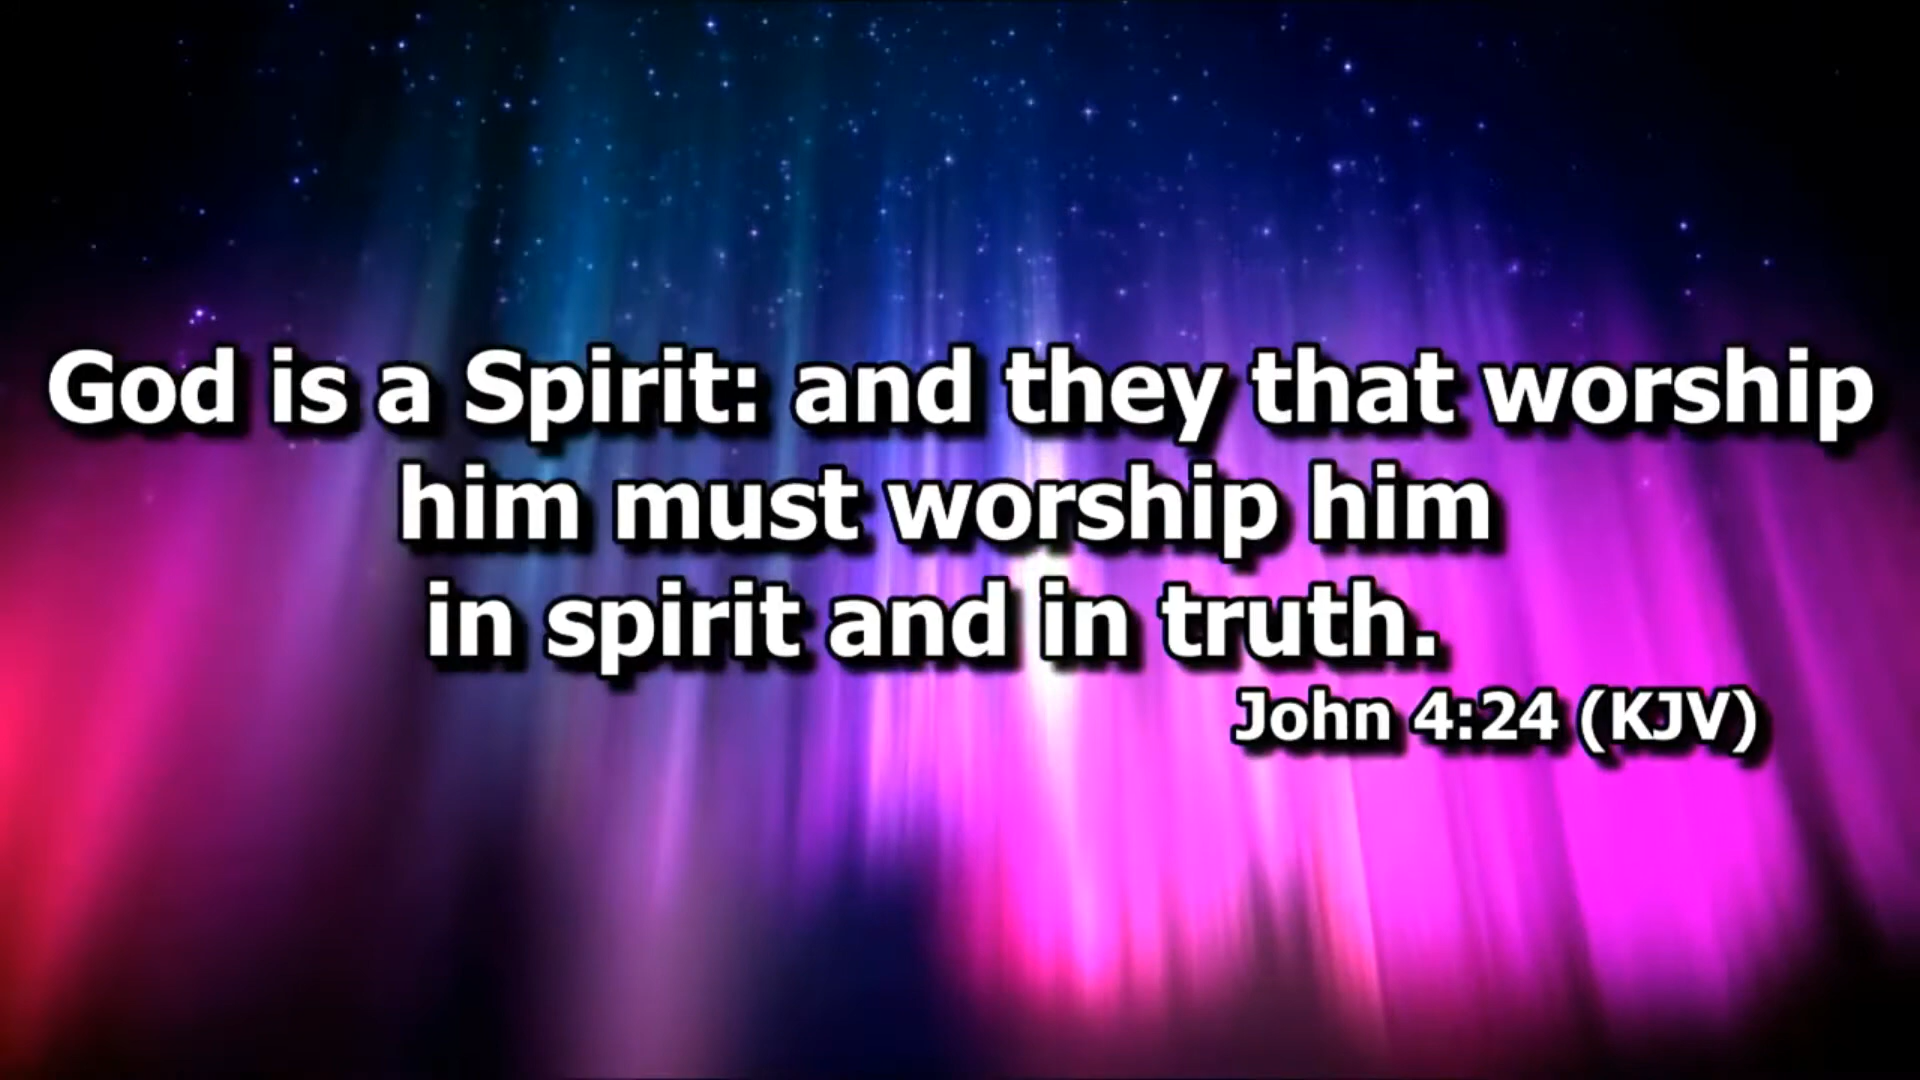 God is a Spirit: and they that worship
him must worship him
in spirit and in truth.
John 4:24 (KJV)